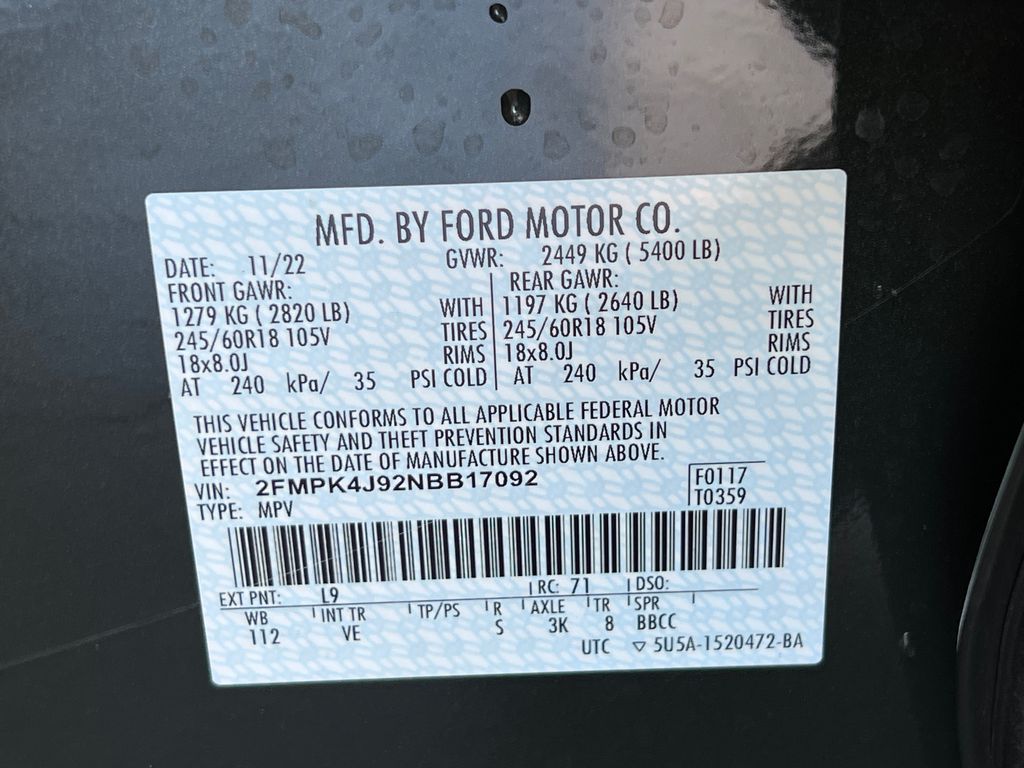 MFD. BY FORD MOTOR CO.
DATE: 11/22 GVWR: 2449 KG ( 5400 LB)
FRONT GAWR: REAR GAWR:
1279 KG ( 2820 LB) WITH 1197 KG ( 2640 LB) WITH
245/60R18 105V TIRES 245/60R18 105V TIRES
18x8.0J RIMS 18x8.0J RIMS
AT 240 kPa/ 35 PSI COLD AT 240 kPa/ 35 PSI COLD
THIS VEHICLE CONFORMS TO ALL APPLICABLE FEDERAL MOTOR
VEHICLE SAFETY AND THEFT PREVENTION STANDARDS IN
EFFECT ON THE DATE OF MANUFACTURE SHOWN ABOVE.
VIN: 2FMPK4J92NBB17092 F0117
TYPE: MPV T0359
EXT PNT: L9 RC: 71 DSO:
WB INT TR TP/PS R AXLE TR SPR
112 VE S 3K 8 BBCC
UTC ▽ 5U5A-1520472-BA